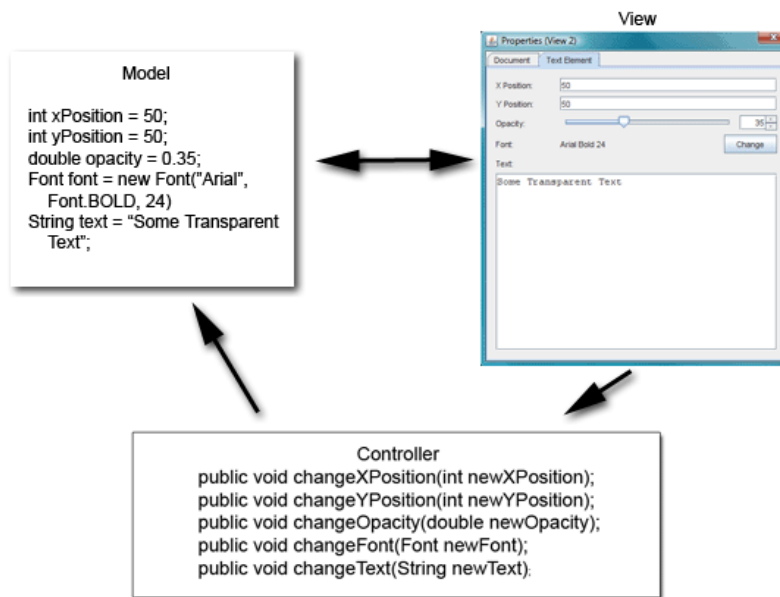 View
Model
int xPosition = 50;
int yPosition = 50;
double opacity = 0.35;
Font font = new Font("Arial",
Font.BOLD, 24)
String text = “Some Transparent
Text”;
Properties (View 2)
Document Text Element
X Position: 50
Y Position: 50
Opacity: 35
Font: Arial Bold 24 Change
Text:
Some Transparent Text
Controller
public void changeXPosition(int newXPosition);
public void changeYPosition(int newYPosition);
public void changeOpacity(double newOpacity);
public void changeFont(Font newFont);
public void changeText(String newText);